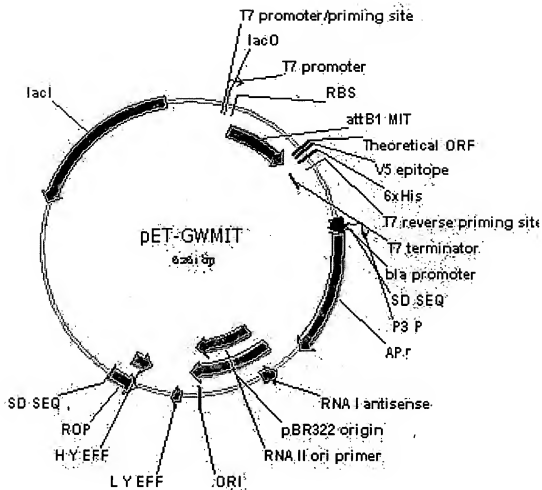 T7 promoter/priming site
lacO
T7 promoter
RBS
lacI
attB1 MIT
Theoretical ORF
V5 epitope
6xHis
T7 reverse priming site
T7 terminator
bla promoter
SD SEQ
P3 P
AP r
pET-GWMIT
bp
RNA I antisense
pBR322 origin
RNA II ori primer
ORI
L Y EFF
H Y EFF
ROP
SD SEQ